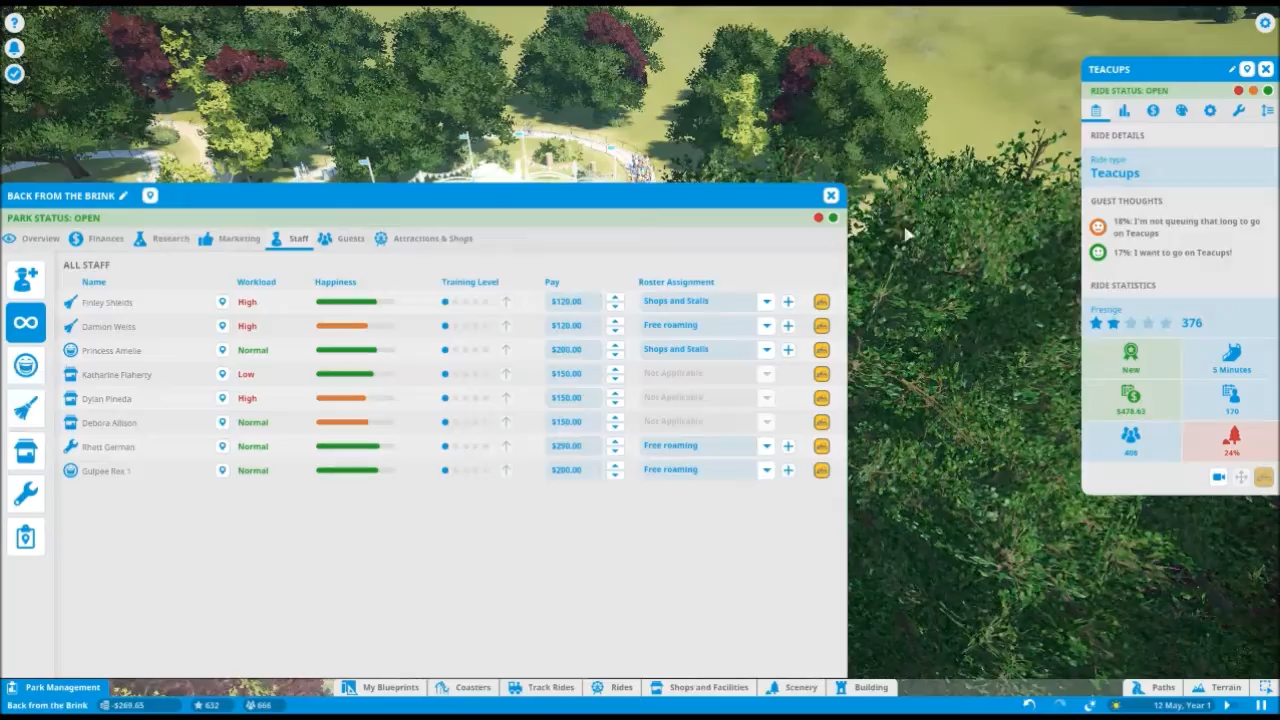 TEACUPS
RIDE STATUS: OPEN
RIDE DETAILS
Ride type
Teacups
GUEST THOUGHTS
18%: I'm not queuing that long to go
on Teacups
17%: I want to go on Teacups!
RIDE STATISTICS
Prestige
376
New
5 Minutes
$478.63
170
408
24%
BACK FROM THE BRINK
PARK STATUS: OPEN
Overview Finances Research Marketing Staff Guests Attractions & Shops
ALL STAFF
Name Workload Happiness Training Level Pay Roster Assignment
Finley Shields High $120.00 Shops and Stalls
Damion Weiss High $120.00 Free roaming
Princess Amelie Normal $200.00 Shops and Stalls
Katharine Flaherty Low $150.00 Not Applicable
Dylan Pineda High $150.00 Not Applicable
Debora Allison Normal $150.00 Not Applicable
Rhett German Normal $290.00 Free roaming
Gulpee Rex 1 Normal $200.00 Free roaming
Park Management My Blueprints Coasters Track Rides Rides Shops and Facilities Scenery Building Paths Terrain
Back from the Brink -$269.65 632 666 12 May, Year 1